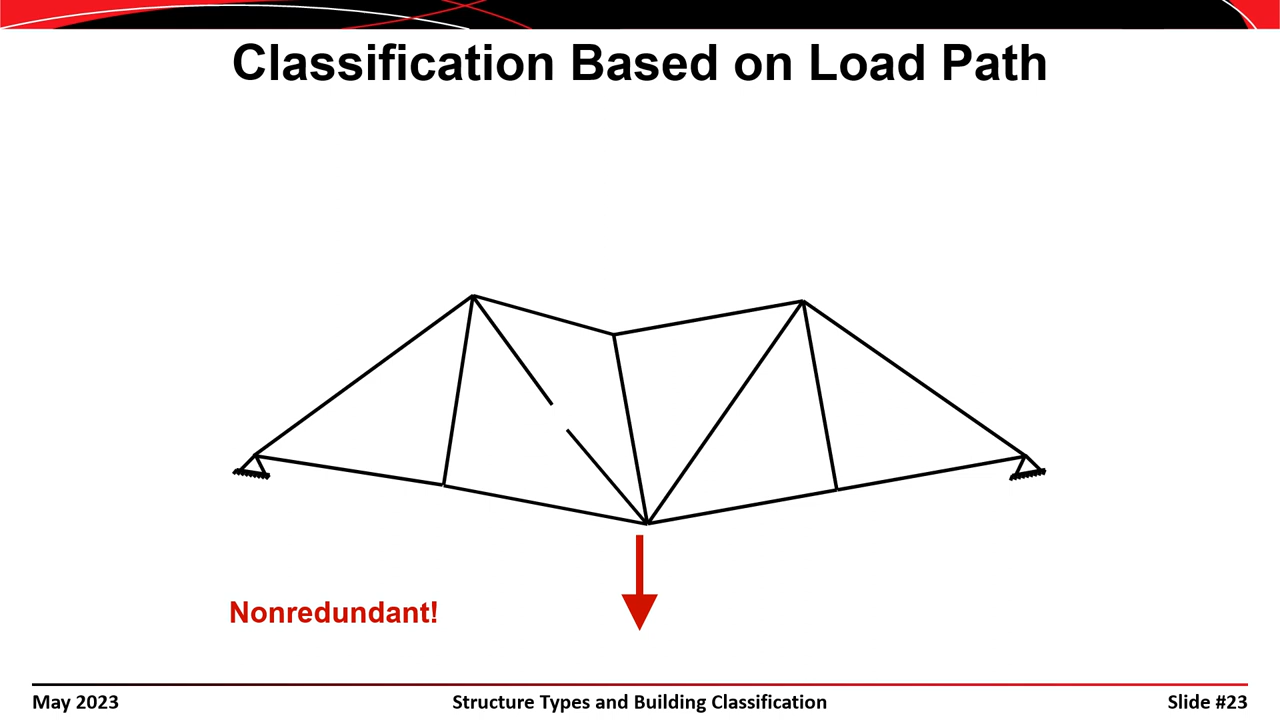 Classification Based on Load Path
Nonredundant!
May 2023
Structure Types and Building Classification
Slide #23